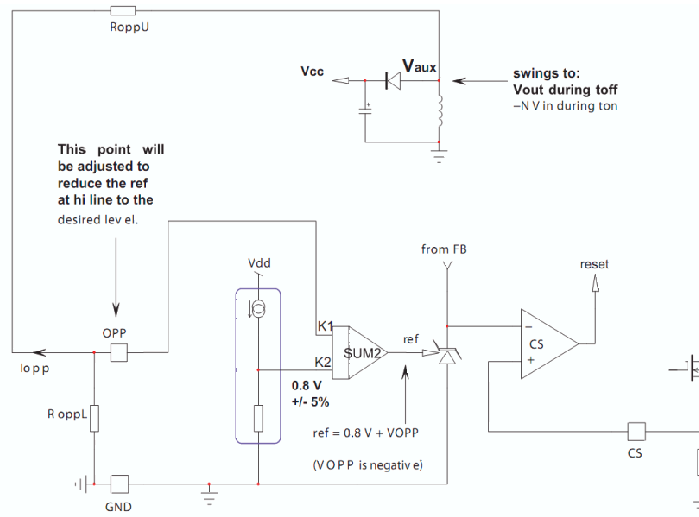 RoppU
Vcc
Vaux
swings to:
Vout during toff
–N V in during ton
This point will
be adjusted to
reduce the ref
at hi line to the
desired level.
from FB
Vdd
reset
OPP
K1
ref
CS
SUM2
K2
Iopp
0.8 V
+/- 5%
RoppL
ref = 0.8 V + VOPP
(VOPP is negative)
CS
GND